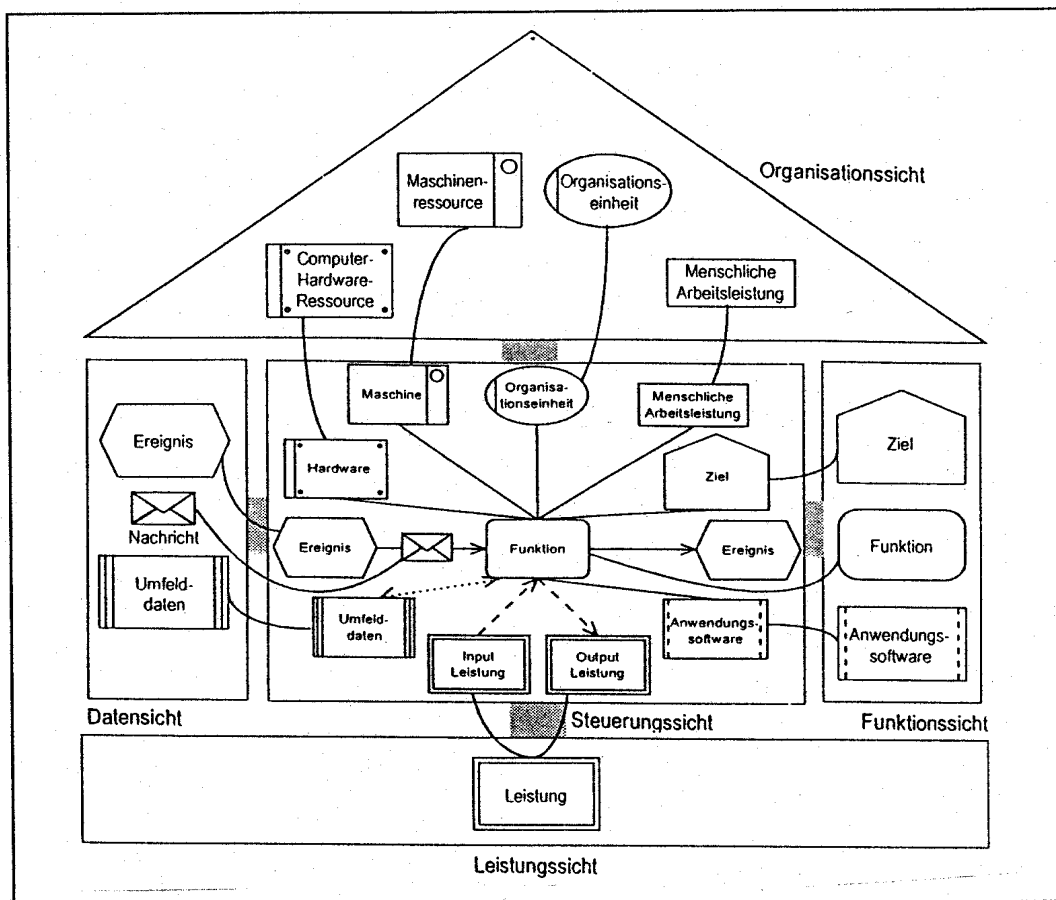 Organisationssicht
Maschinen-
ressource
Organisations-
einheit
Computer-
Hardware-
Ressource
Menschliche
Arbeitsleistung
Maschine
Organisa-
tionseinheit
Menschliche
Arbeitsleistung
Ereignis
Hardware
Ziel
Ziel
Nachricht
Ereignis
Funktion
Ereignis
Funktion
Umfeld-
daten
Umfeld-
daten
Input
Leistung
Output
Leistung
Anwendungs-
software
Anwendungs-
software
Datensicht
Steuerungssicht
Funktionssicht
Leistung
Leistungssicht